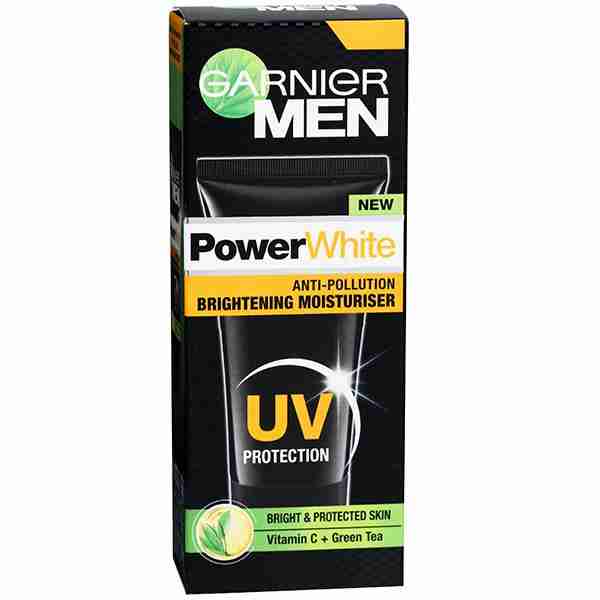 GARNIER
MEN
NEW
PowerWhite
ANTI-POLLUTION
BRIGHTENING MOISTURISER
UV
PROTECTION
BRIGHT & PROTECTED SKIN
Vitamin C + Green Tea